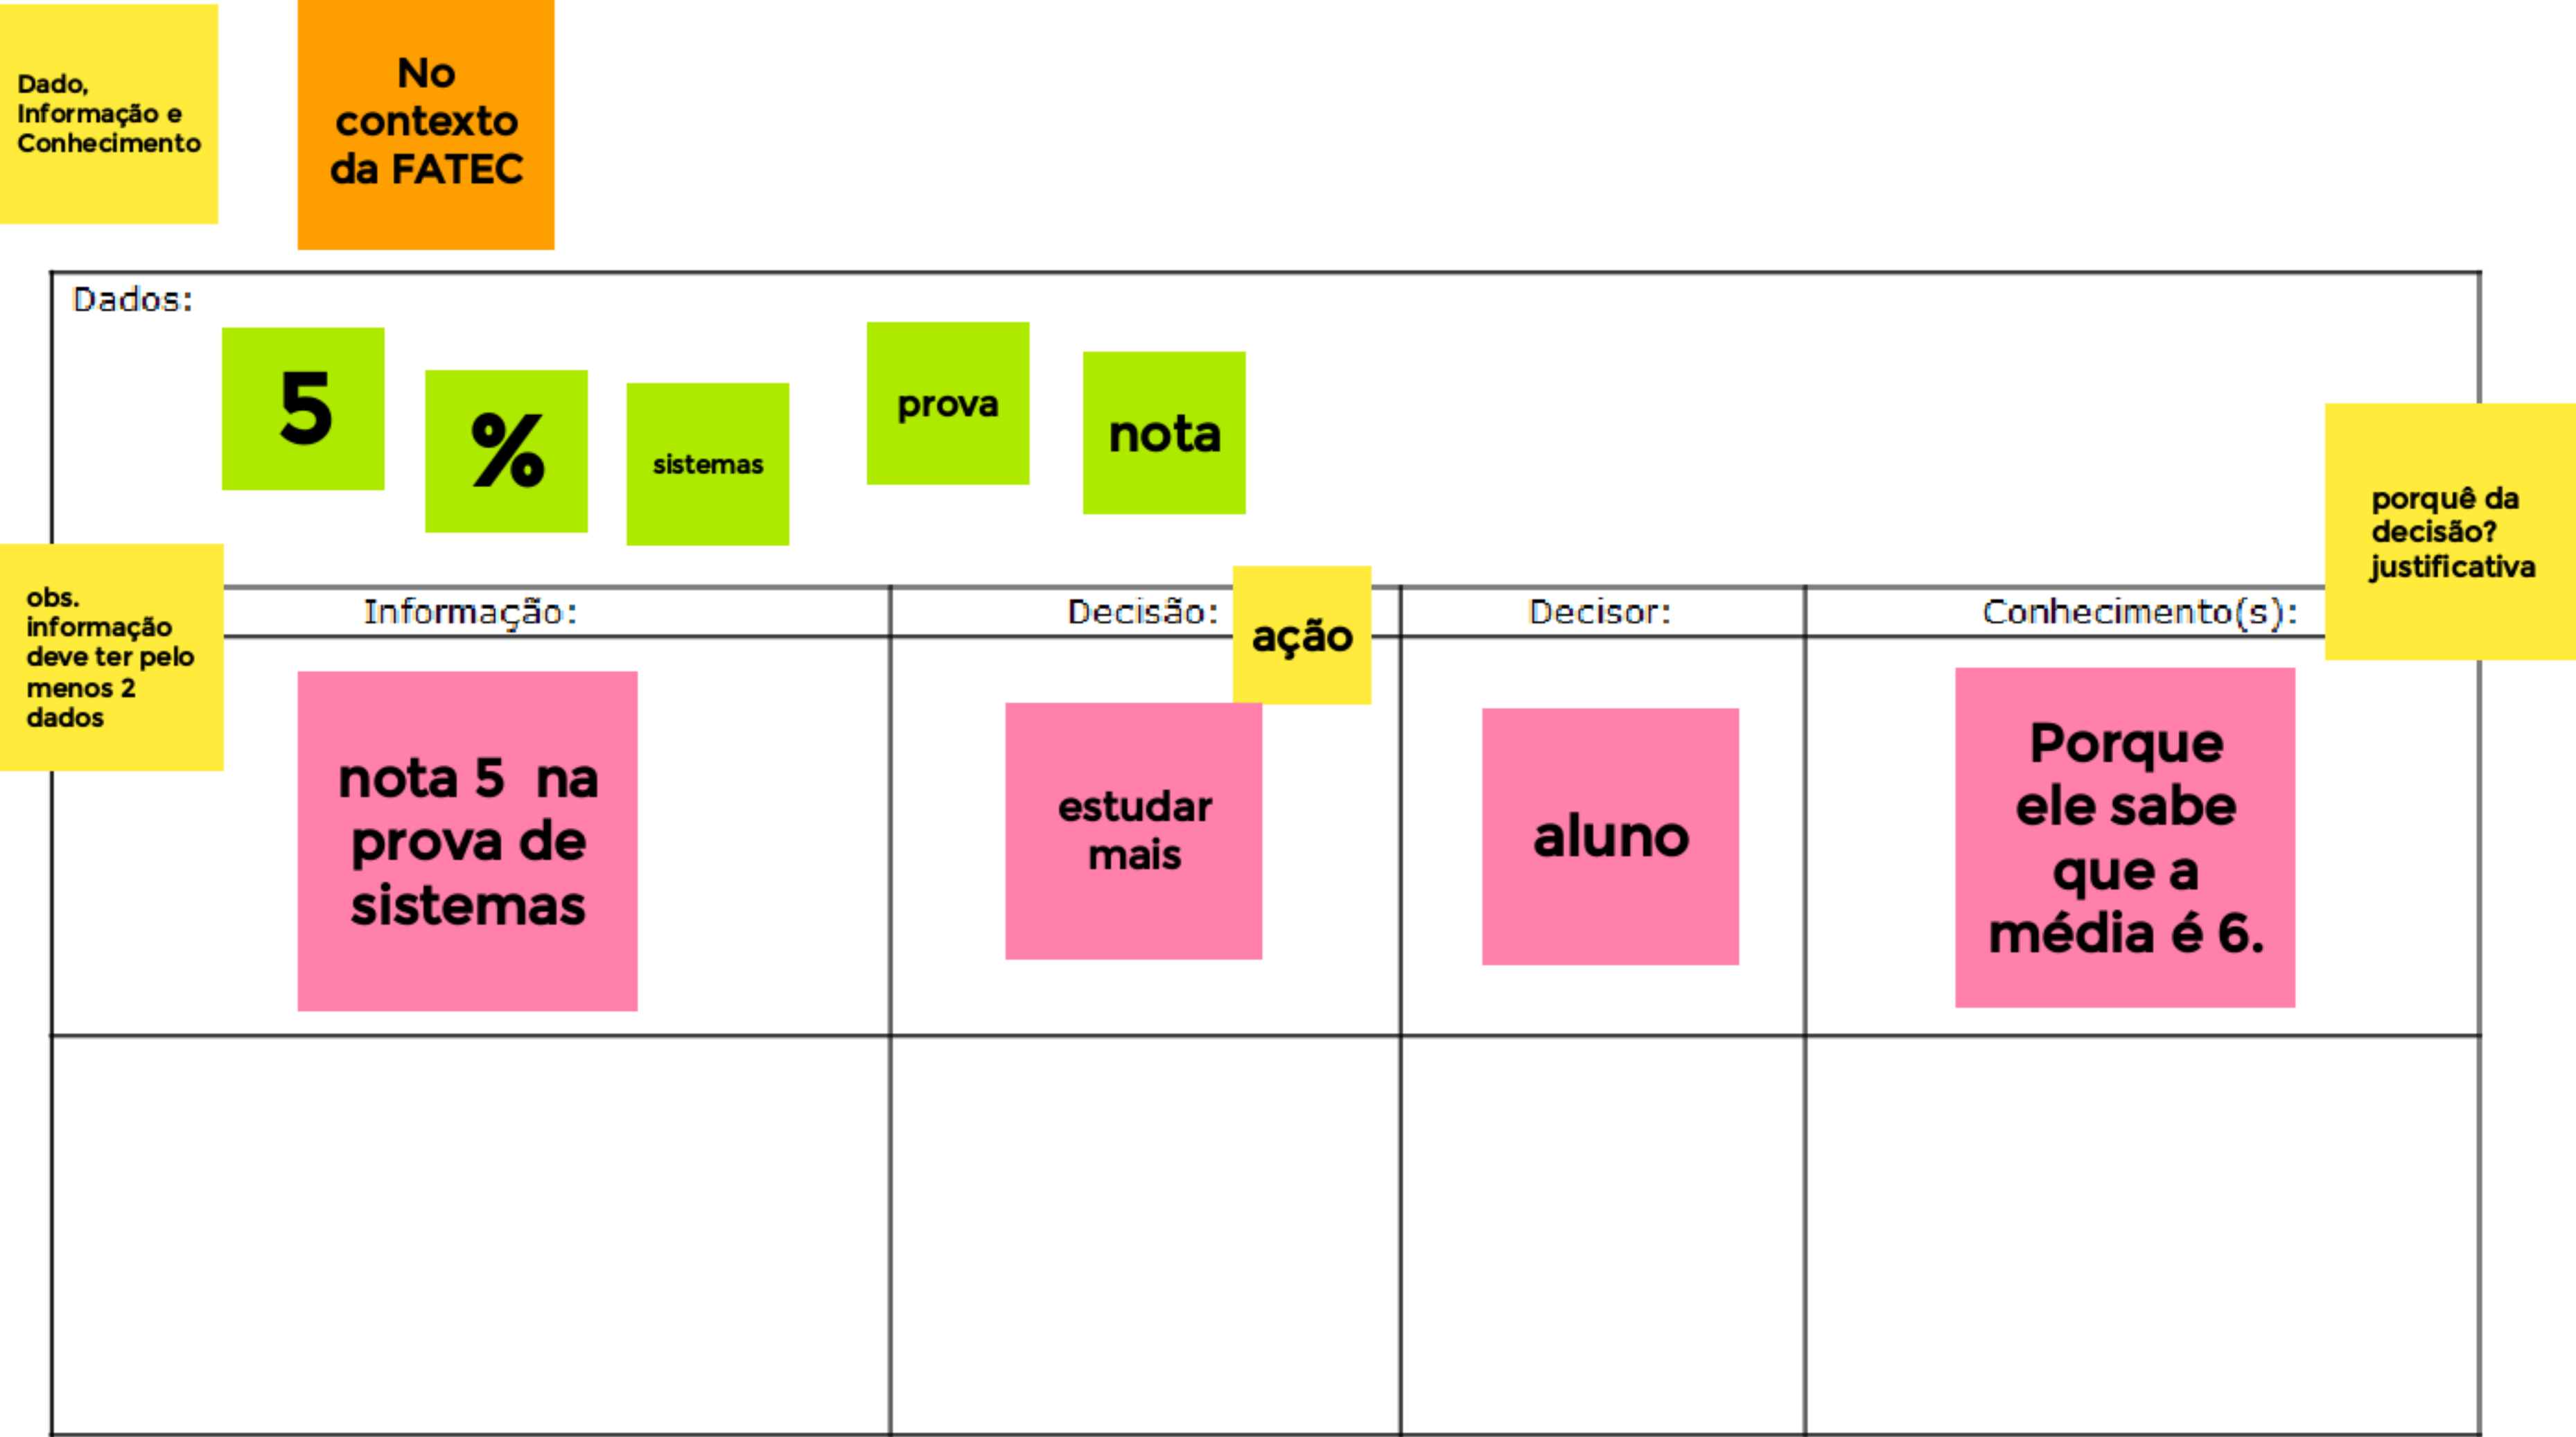 Dado,
Informação e
Conhecimento
No
contexto
da FATEC
Dados:
5
%
sistemas
prova
nota
porquê da
decisão?
justificativa
obs.
informação
deve ter pelo
menos 2
dados
Informação:
Decisão:
ação
Decisor:
Conhecimento(s):
nota 5 na
prova de
sistemas
estudar
mais
aluno
Porque
ele sabe
que a
média é 6.